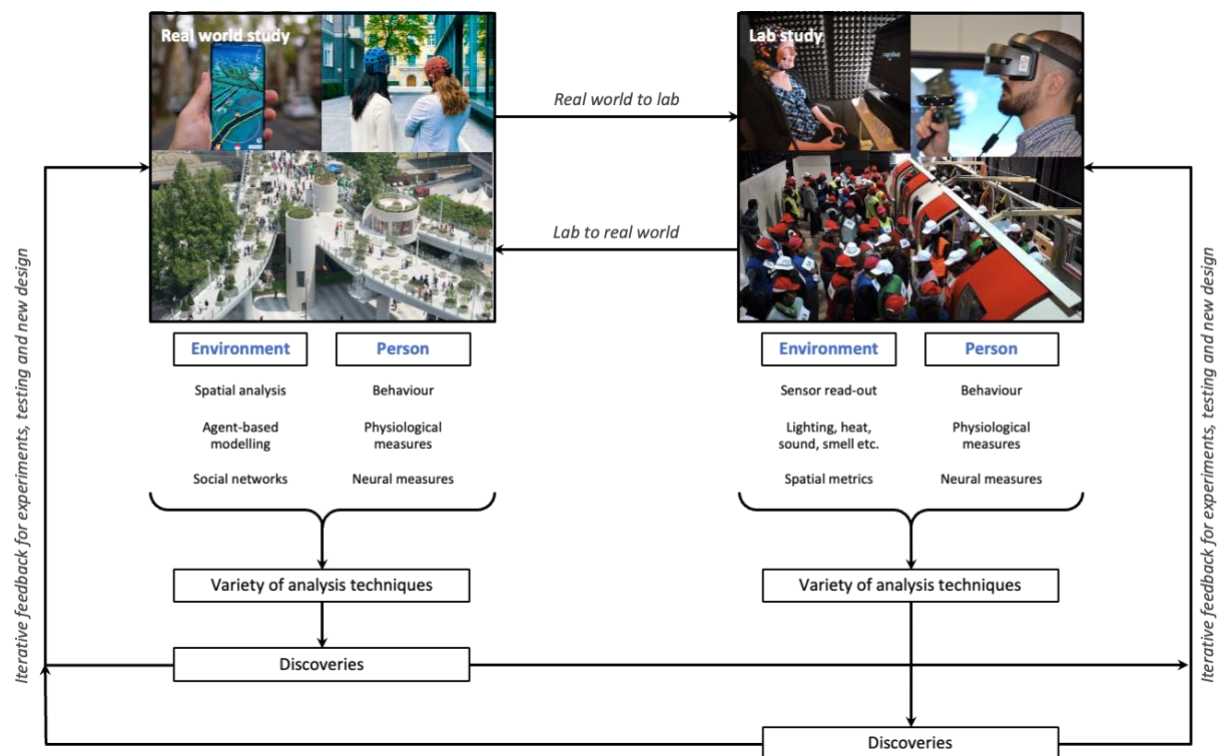 Real world study
Lab study
Real world to lab
Lab to real world
Iterative feedback for experiments, testing and new design
Environment
Person
Spatial analysis
Behaviour
Agent-based
modelling
Physiological
measures
Social networks
Neural measures
Variety of analysis techniques
Discoveries
Environment
Person
Sensor read-out
Behaviour
Lighting, heat,
sound, smell etc.
Physiological
measures
Spatial metrics
Neural measures
Variety of analysis techniques
Discoveries
Iterative feedback for experiments, testing and new design